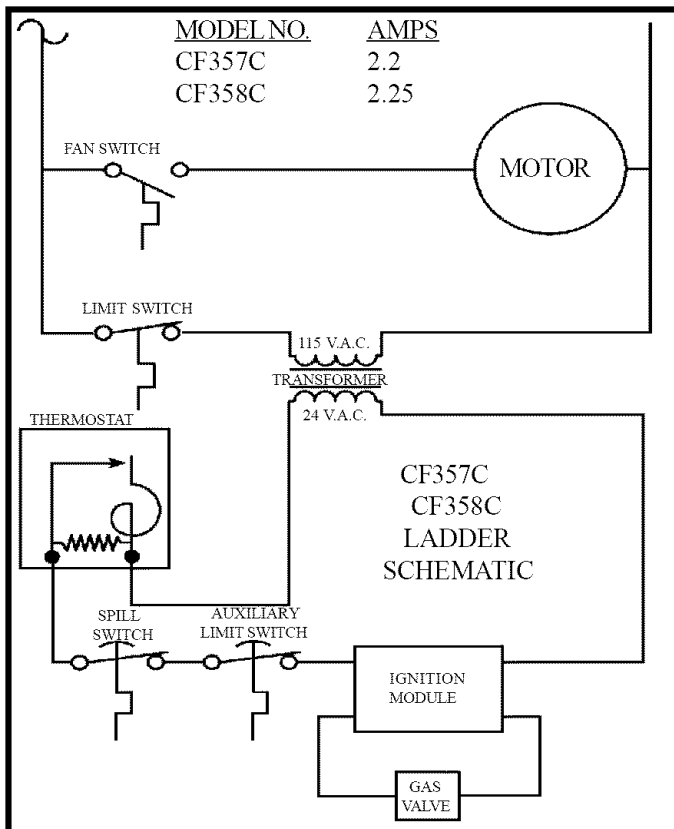 MODEL NO. AMPS
CF357C 2.2
CF358C 2.25
FAN SWITCH
MOTOR
LIMIT SWITCH
115 V.A.C.
TRANSFORMER
24 V.A.C.
THERMOSTAT
CF357C
CF358C
LADDER
SCHEMATIC
SPILL
SWITCH
AUXILIARY
LIMIT SWITCH
IGNITION
MODULE
GAS
VALVE